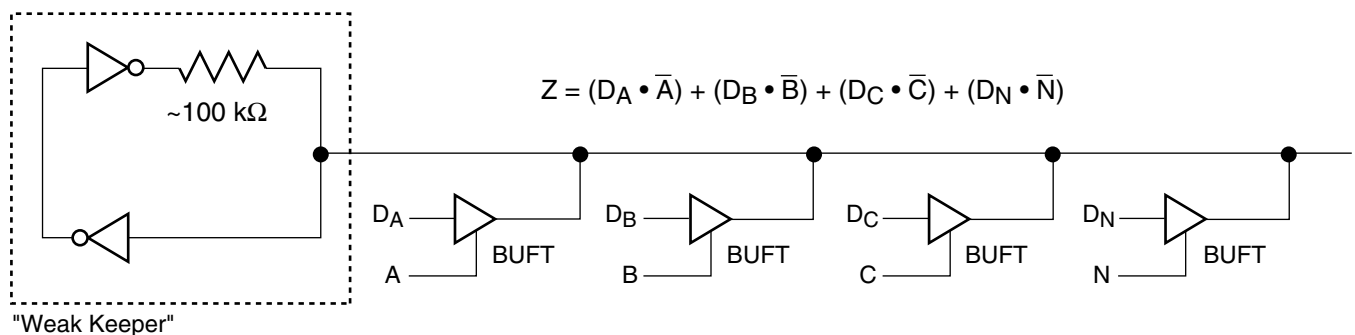 ~100 kΩ
Z = (D_A • A̅) + (D_B • B̅) + (D_C • C̅) + (D_N • N̅)
D_A
D_B
D_C
D_N
BUFT
BUFT
BUFT
BUFT
A
B
C
N
"Weak Keeper"